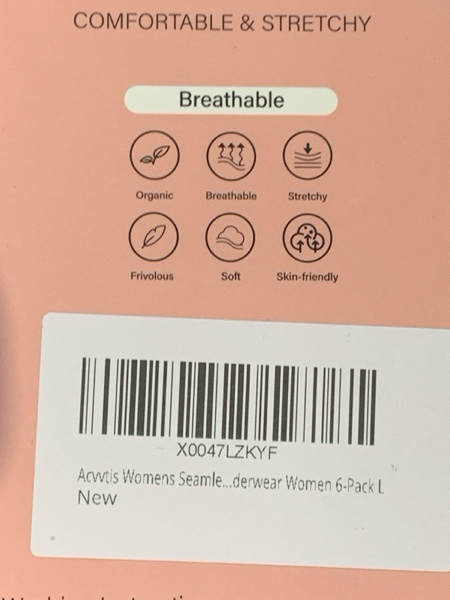 COMFORTABLE & STRETCHY
Breathable
Organic Breathable Stretchy
Frivolous Soft Skin-friendly
X0047LZKYF
Acwtis Womens Seamle...derwear Women 6-Pack L
New